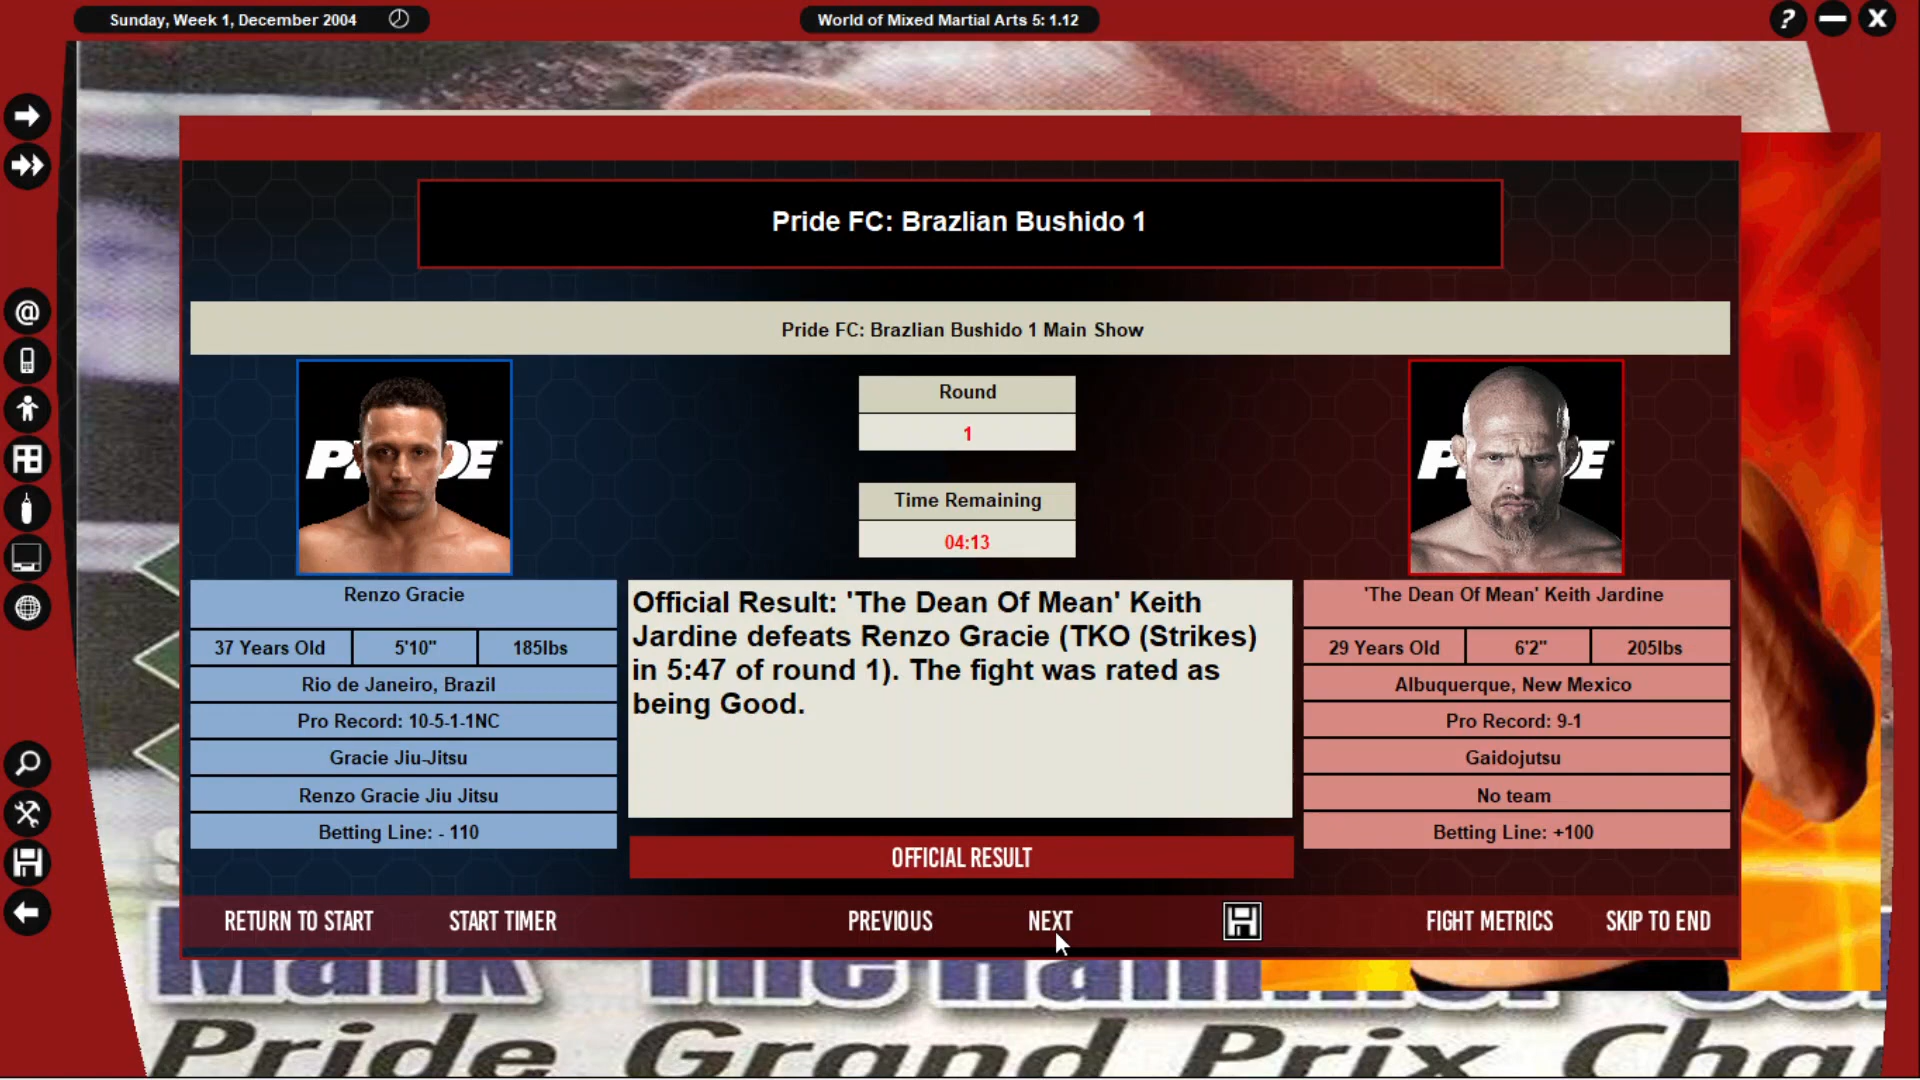 Sunday, Week 1, December 2004
World of Mixed Martial Arts 5: 1.12
?
X
@
Pride FC: Brazlian Bushido 1
Pride FC: Brazlian Bushido 1 Main Show
Round
1
Time Remaining
04:13
Renzo Gracie
37 Years Old
5'10"
185lbs
Rio de Janeiro, Brazil
Pro Record: 10-5-1-1NC
Gracie Jiu-Jitsu
Renzo Gracie Jiu Jitsu
Betting Line: - 110
Official Result: 'The Dean Of Mean' Keith
Jardine defeats Renzo Gracie (TKO (Strikes)
in 5:47 of round 1). The fight was rated as
being Good.
OFFICIAL RESULT
'The Dean Of Mean' Keith Jardine
29 Years Old
6'2"
205lbs
Albuquerque, New Mexico
Pro Record: 9-1
Gaidojutsu
No team
Betting Line: +100
RETURN TO START
START TIMER
PREVIOUS
NEXT
FIGHT METRICS
SKIP TO END
Mark
Pride Grand Prix